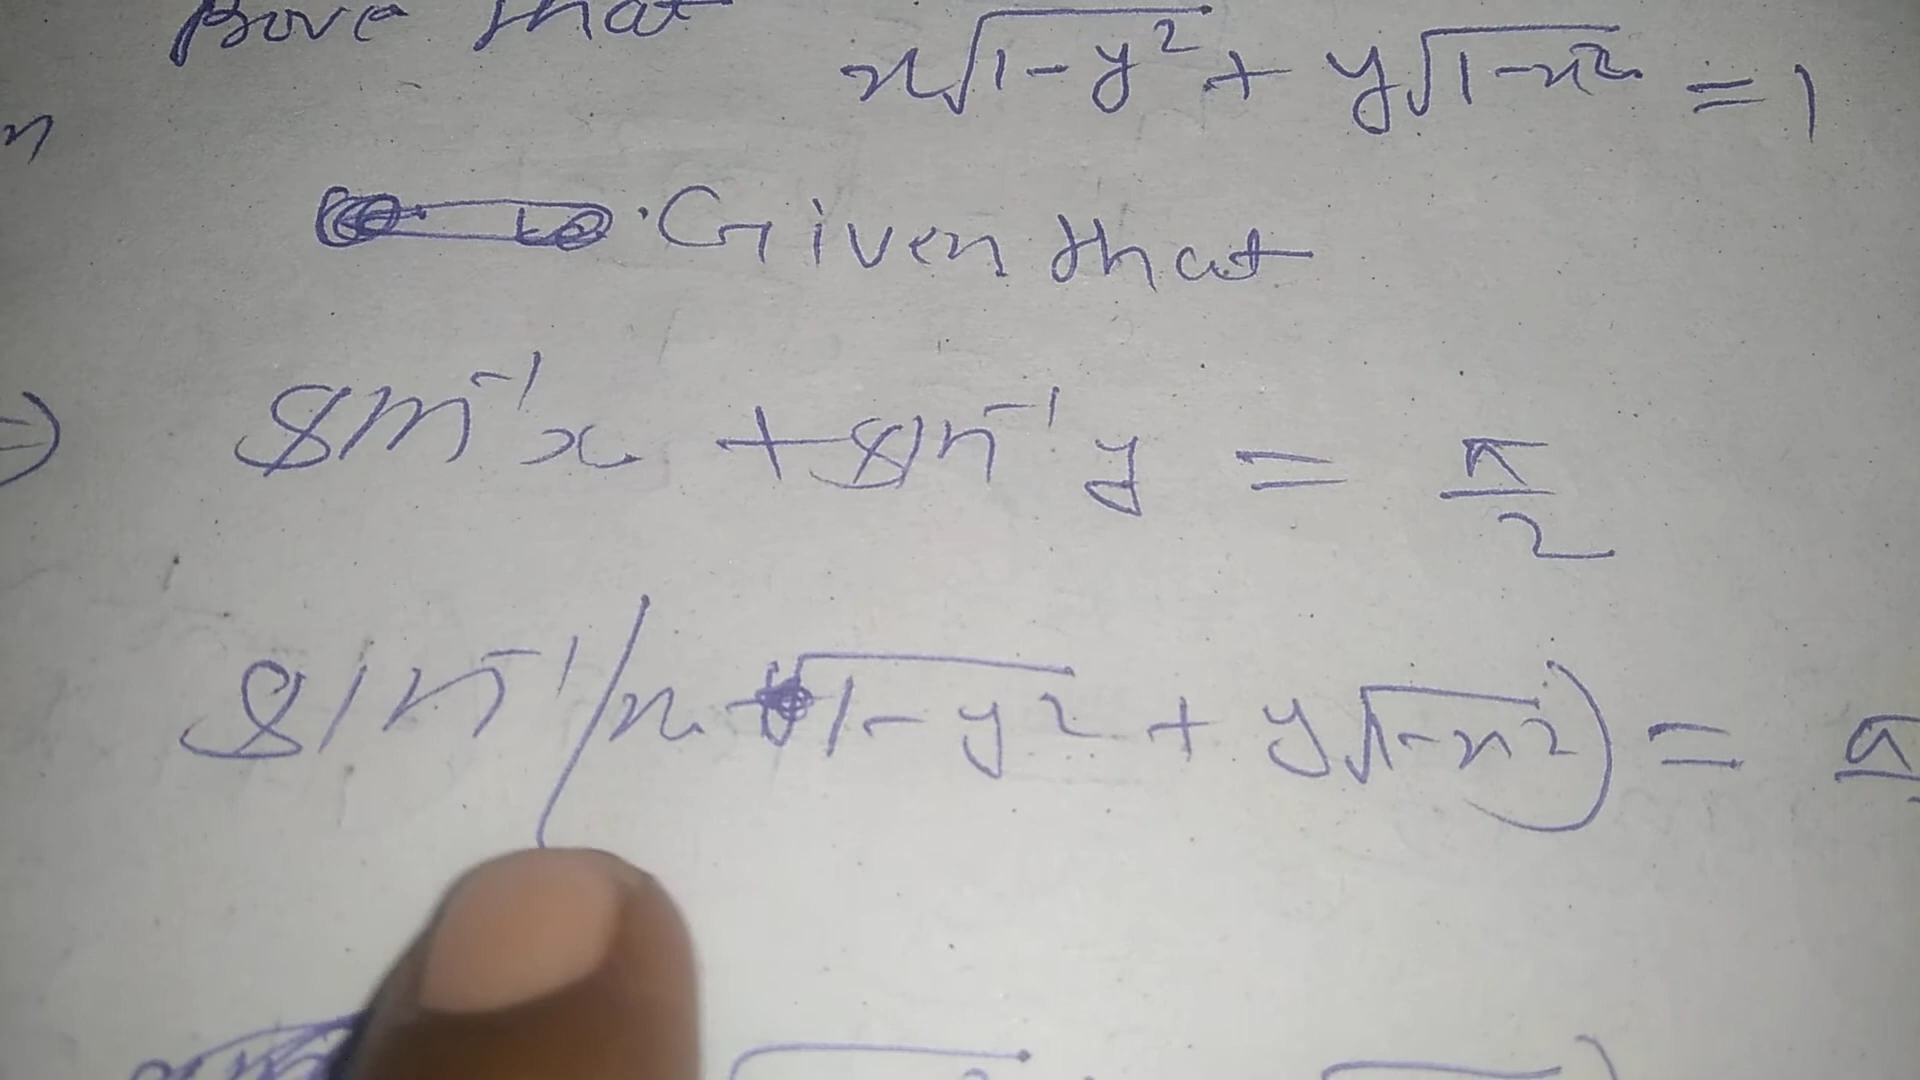 Prove that x√1-y² + y√1-x² = 1
n
Given that
⇒ sin⁻¹x + sin⁻¹y = π/2
sin⁻¹(x√1-y² + y√1-x²) = π